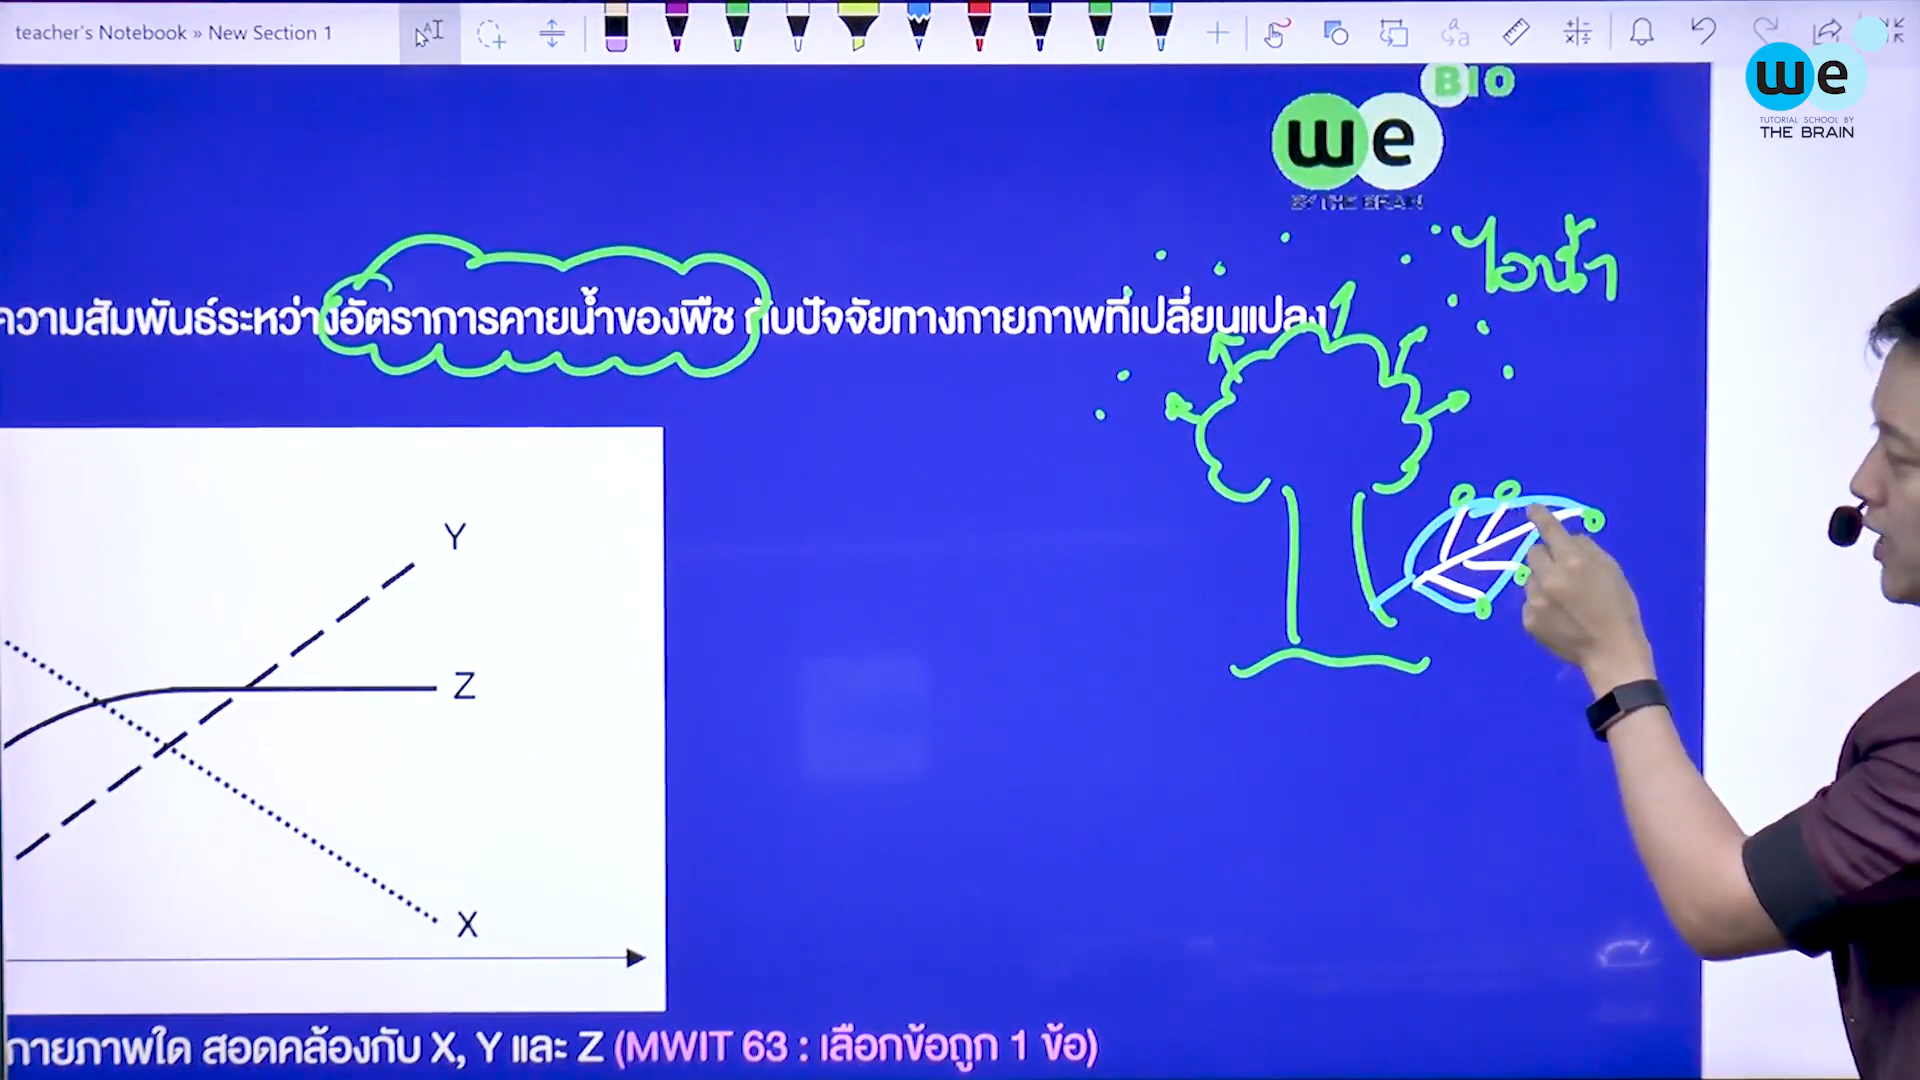 teacher's Notebook » New Section 1
we
TUTORIAL SCHOOL BY
THE BRAIN
BIO
we
BY THE BRAIN
ไอน้ำ
ความสัมพันธ์ระหว่างอัตราการคายน้ำของพืช กับปัจจัยทางกายภาพที่เปลี่ยนแปลง
Y
Z
X
กายภาพใด สอดคล้องกับ X, Y และ Z (MWIT 63 : เลือกข้อถูก 1 ข้อ)